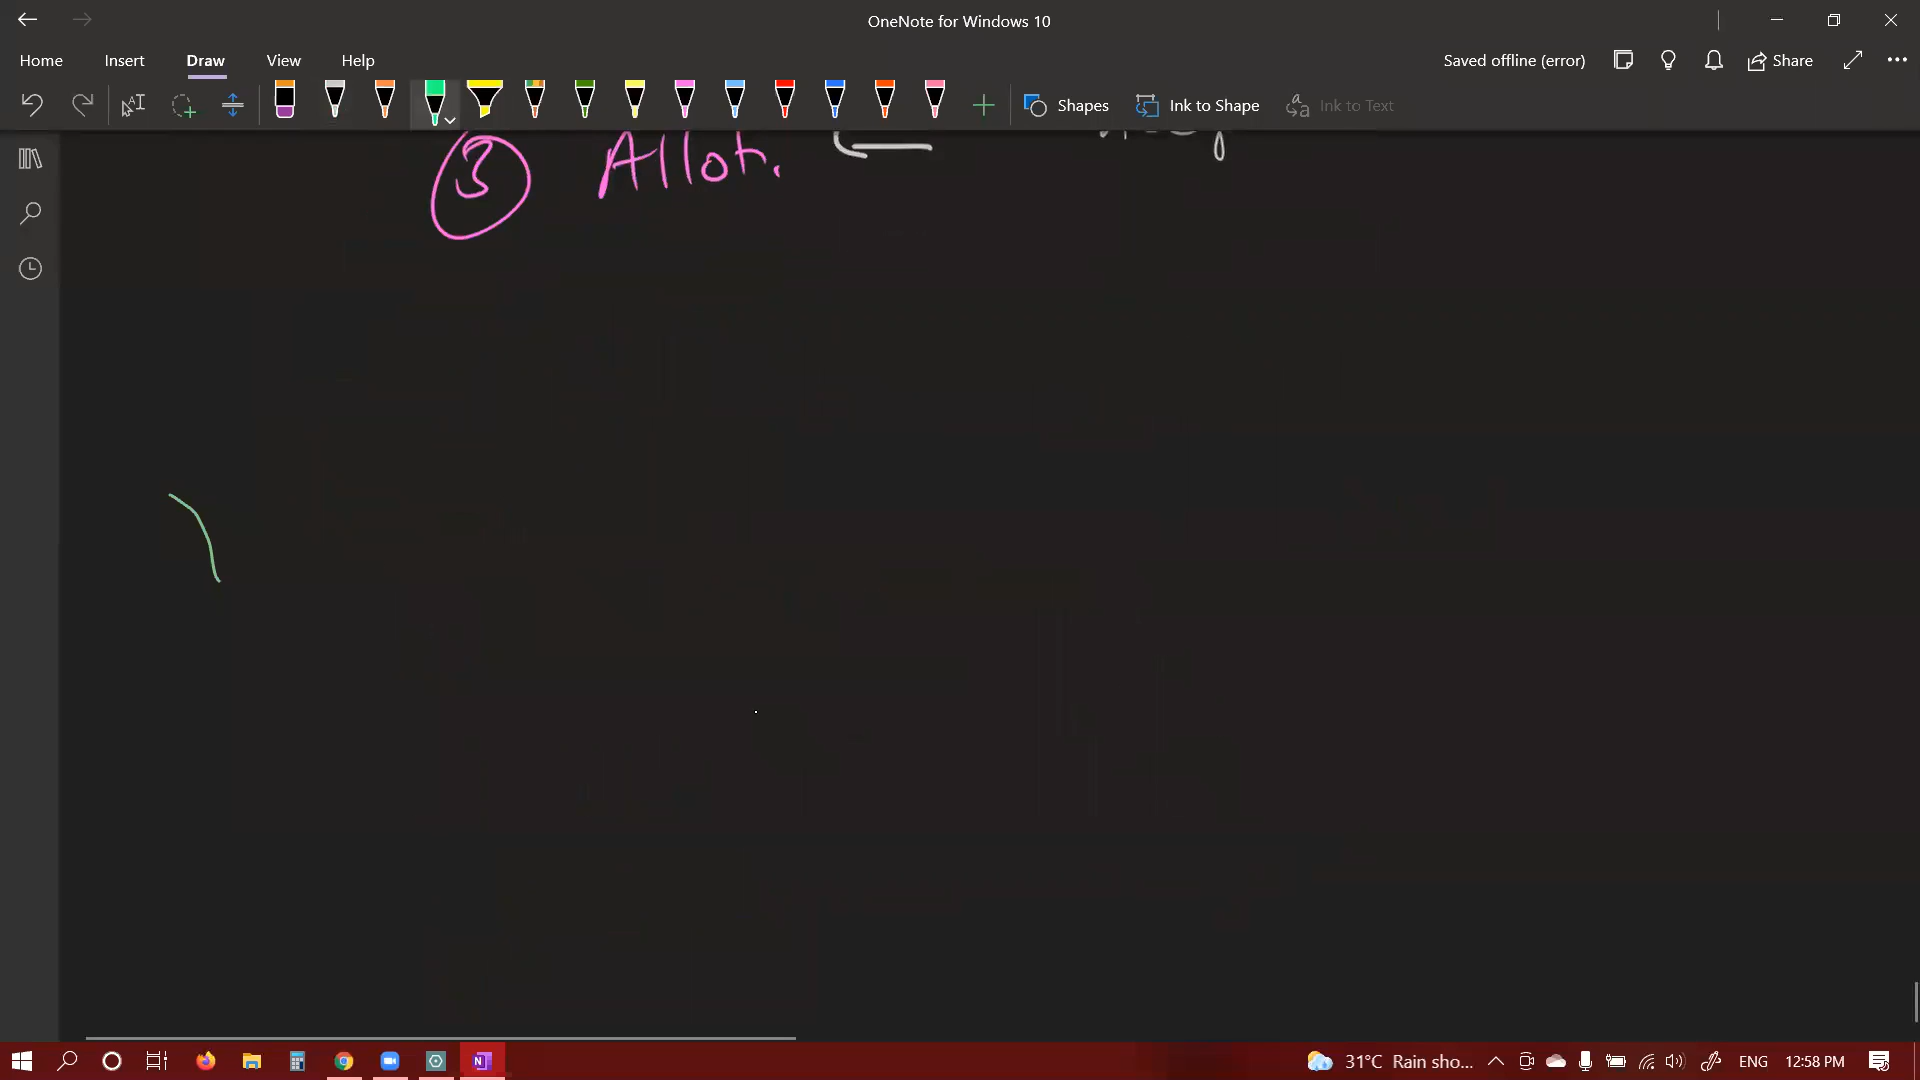 OneNote for Windows 10
Home Insert Draw View Help Saved offline (error) Share
Shapes Ink to Shape Ink to Text
3 Allot.
31°C Rain sho... ENG 12:58 PM